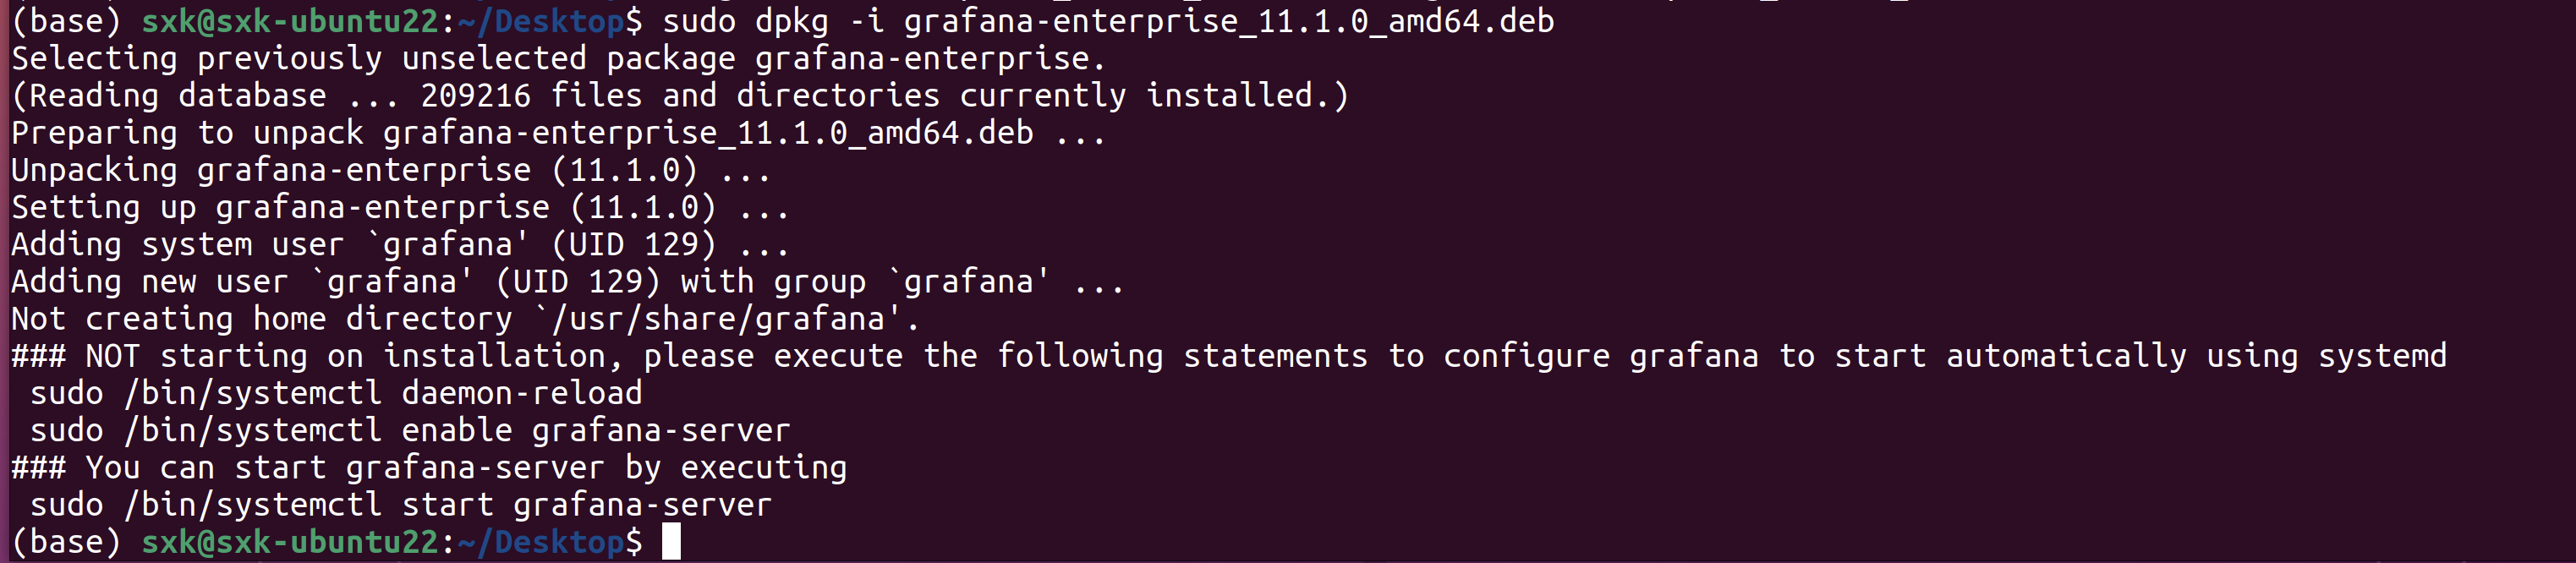 (base) sxk@sxk-ubuntu22:~/Desktop$ sudo dpkg -i grafana-enterprise_11.1.0_amd64.deb
Selecting previously unselected package grafana-enterprise.
(Reading database ... 209216 files and directories currently installed.)
Preparing to unpack grafana-enterprise_11.1.0_amd64.deb ...
Unpacking grafana-enterprise (11.1.0) ...
Setting up grafana-enterprise (11.1.0) ...
Adding system user `grafana' (UID 129) ...
Adding new user `grafana' (UID 129) with group `grafana' ...
Not creating home directory `/usr/share/grafana'.
### NOT starting on installation, please execute the following statements to configure grafana to start automatically using systemd
 sudo /bin/systemctl daemon-reload
 sudo /bin/systemctl enable grafana-server
### You can start grafana-server by executing
 sudo /bin/systemctl start grafana-server
(base) sxk@sxk-ubuntu22:~/Desktop$